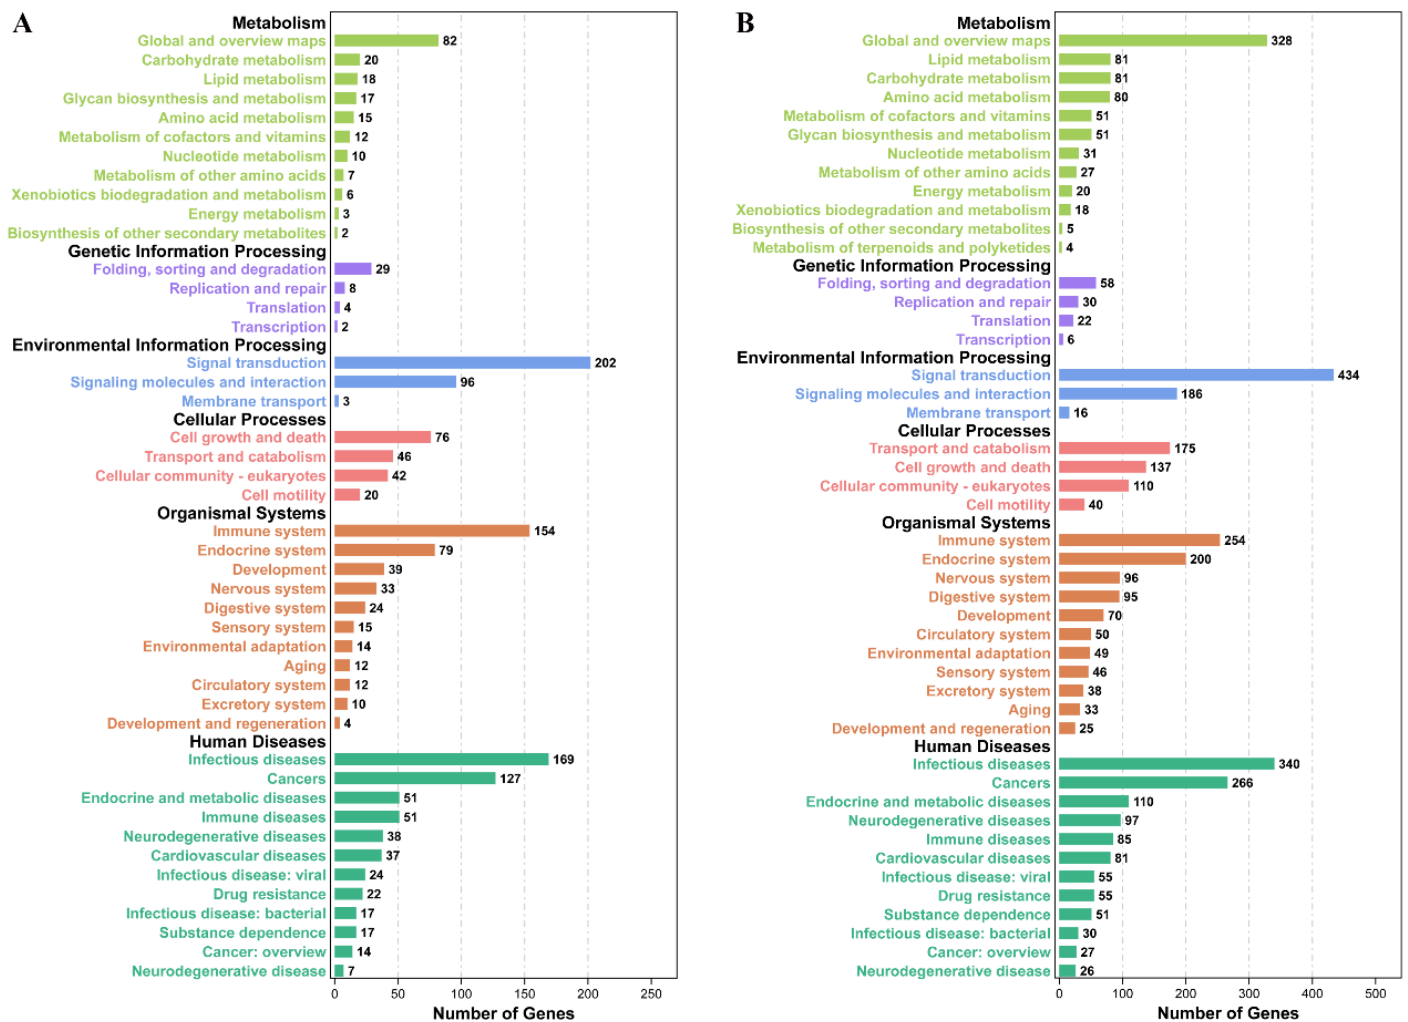 A
Metabolism
Global and overview maps 82
Carbohydrate metabolism 20
Lipid metabolism 18
Glycan biosynthesis and metabolism 17
Amino acid metabolism 15
Metabolism of cofactors and vitamins 12
Nucleotide metabolism 10
Metabolism of other amino acids 7
Xenobiotics biodegradation and metabolism 6
Energy metabolism 3
Biosynthesis of other secondary metabolites 2
Genetic Information Processing
Folding, sorting and degradation 29
Replication and repair 8
Translation 4
Transcription 2
Environmental Information Processing
Signal transduction 202
Signaling molecules and interaction 96
Membrane transport 3
Cellular Processes
Cell growth and death 76
Transport and catabolism 46
Cellular community - eukaryotes 42
Cell motility 20
Organismal Systems
Immune system 154
Endocrine system 79
Development 39
Nervous system 33
Digestive system 24
Sensory system 15
Environmental adaptation 14
Aging 12
Circulatory system 12
Excretory system 10
Development and regeneration 4
Human Diseases
Infectious diseases 169
Cancers 127
Endocrine and metabolic diseases 51
Immune diseases 51
Neurodegenerative diseases 38
Cardiovascular diseases 37
Infectious disease: viral 24
Drug resistance 22
Infectious disease: bacterial 17
Substance dependence 17
Cancer: overview 14
Neurodegenerative disease 7
0 50 100 150 200 250
Number of Genes
B
Metabolism
Global and overview maps 328
Lipid metabolism 81
Carbohydrate metabolism 81
Amino acid metabolism 80
Metabolism of cofactors and vitamins 51
Glycan biosynthesis and metabolism 51
Nucleotide metabolism 31
Metabolism of other amino acids 27
Energy metabolism 20
Xenobiotics biodegradation and metabolism 18
Biosynthesis of other secondary metabolites 5
Metabolism of terpenoids and polyketides 4
Genetic Information Processing
Folding, sorting and degradation 58
Replication and repair 30
Translation 22
Transcription 6
Environmental Information Processing
Signal transduction 434
Signaling molecules and interaction 186
Membrane transport 16
Cellular Processes
Transport and catabolism 175
Cell growth and death 137
Cellular community - eukaryotes 110
Cell motility 40
Organismal Systems
Immune system 254
Endocrine system 200
Nervous system 96
Digestive system 95
Development 70
Circulatory system 50
Environmental adaptation 49
Sensory system 46
Excretory system 38
Aging 33
Development and regeneration 25
Human Diseases
Infectious diseases 340
Cancers 266
Endocrine and metabolic diseases 110
Neurodegenerative diseases 97
Immune diseases 85
Cardiovascular diseases 81
Infectious disease: viral 55
Drug resistance 55
Substance dependence 51
Infectious disease: bacterial 30
Cancer: overview 27
Neurodegenerative disease 26
0 100 200 300 400 500
Number of Genes